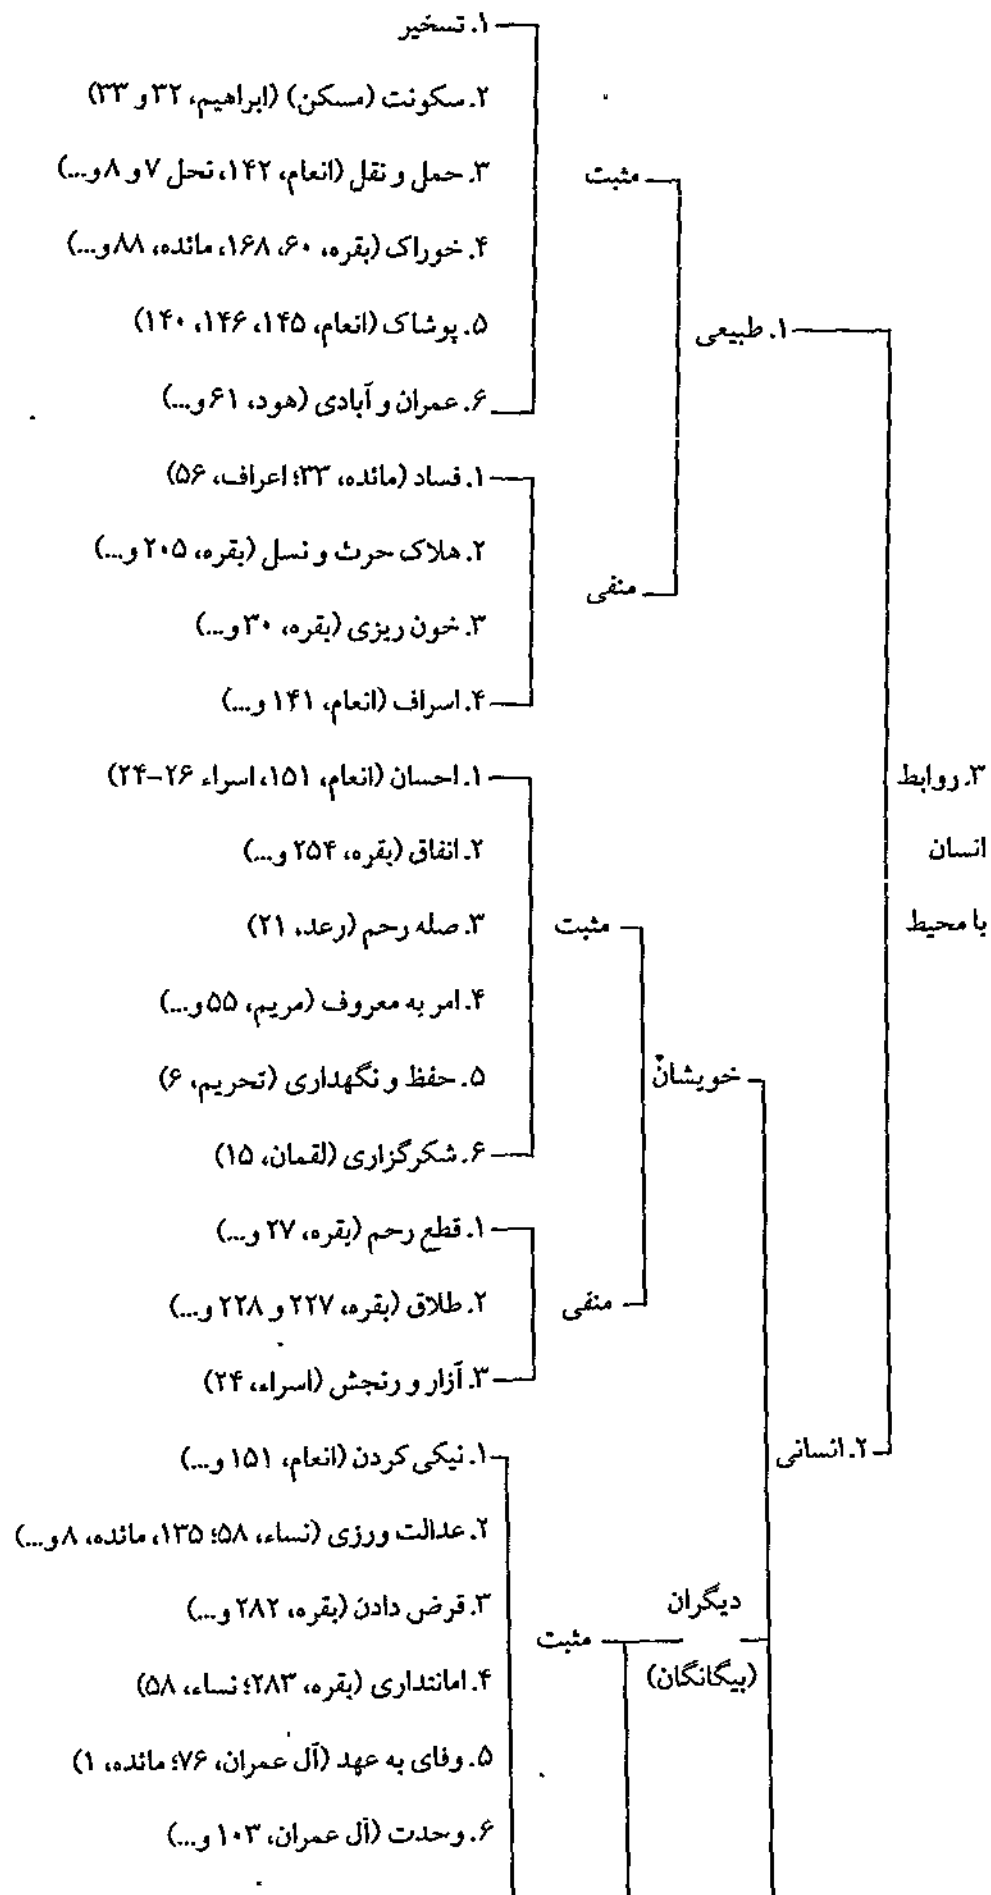 ۳. روابط
انسان
با محیط
۱. طبیعی
مثبت
۱. تسخیر
۲. سکونت (مسکن) (ابراهیم، ۳۲ و ۳۳)
۳. حمل و نقل (انعام، ۱۴۲، نحل ۷ و ۸ و...)
۴. خوراک (بقره، ۶۰، ۱۶۸، مائده، ۸۸ و...)
۵. پوشاک (انعام، ۱۴۵، ۱۴۶، ۱۴۰)
۶. عمران و آبادی (هود، ۶۱ و...)
منفی
۱. فساد (مائده، ۳۳؛ اعراف، ۵۶)
۲. هلاک حرث و نسل (بقره، ۲۰۵ و...)
۳. خون ریزی (بقره، ۳۰ و...)
۴. اسراف (انعام، ۱۴۱ و...)
۲. انسانی
خویشان
مثبت
۱. احسان (انعام، ۱۵۱، اسراء ۲۶-۲۴)
۲. انفاق (بقره، ۲۵۴ و...)
۳. صله رحم (رعد، ۲۱)
۴. امر به معروف (مریم، ۵۵ و...)
۵. حفظ و نگهداری (تحریم، ۶)
۶. شکرگزاری (لقمان، ۱۵)
منفی
۱. قطع رحم (بقره، ۲۷ و...)
۲. طلاق (بقره، ۲۲۷ و ۲۲۸ و...)
۳. آزار و رنجش (اسراء، ۲۴)
دیگران
(بیگانگان)
مثبت
۱. نیکی کردن (انعام، ۱۵۱ و...)
۲. عدالت ورزی (نساء، ۵۸؛ ۱۳۵، مائده، ۸ و...)
۳. قرض دادن (بقره، ۲۸۲ و...)
۴. امانتداری (بقره، ۲۸۳؛ نساء، ۵۸)
۵. وفای به عهد (آل عمران، ۷۶؛ مائده، ۱)
۶. وحدت (آل عمران، ۱۰۳ و...)